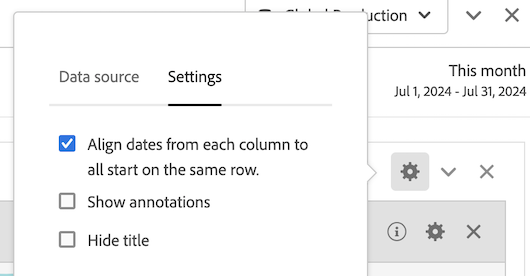 Production
Data source Settings
This month
Jul 1, 2024 - Jul 31, 2024
Align dates from each column to
all start on the same row.
Show annotations
Hide title